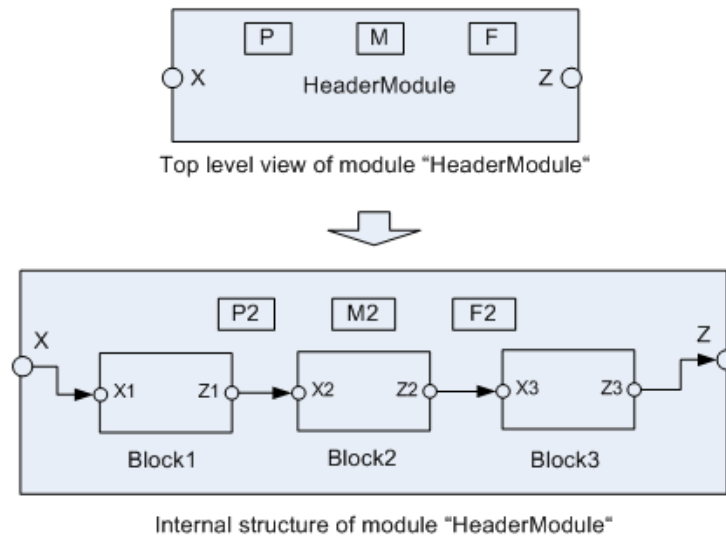 P M F
X HeaderModule Z
Top level view of module “HeaderModule“
P2 M2 F2
X Z
X1 Z1 X2 Z2 X3 Z3
Block1 Block2 Block3
Internal structure of module “HeaderModule“